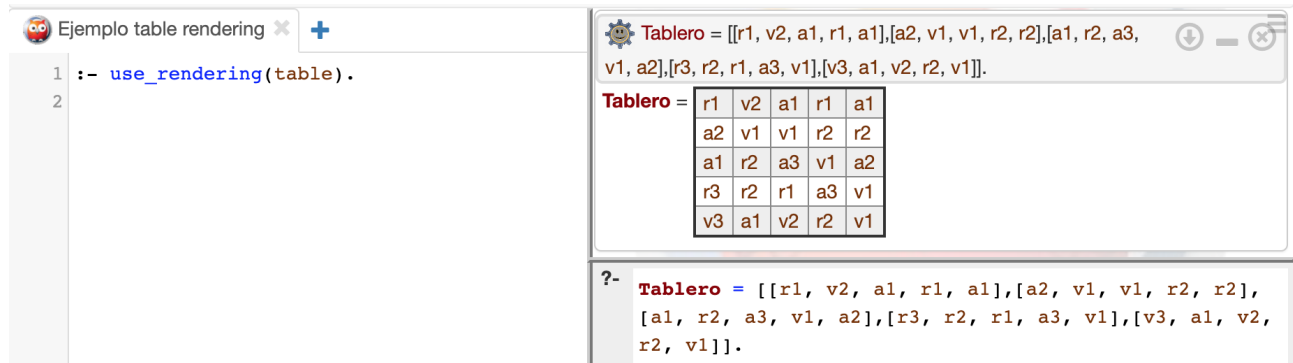 Ejemplo table rendering
1 :- use_rendering(table).
2
Tablero = [[r1, v2, a1, r1, a1],[a2, v1, v1, r2, r2],[a1, r2, a3,
v1, a2],[r3, r2, r1, a3, v1],[v3, a1, v2, r2, v1]].
Tablero = r1 v2 a1 r1 a1
a2 v1 v1 r2 r2
a1 r2 a3 v1 a2
r3 r2 r1 a3 v1
v3 a1 v2 r2 v1
?- Tablero = [[r1, v2, a1, r1, a1],[a2, v1, v1, r2, r2],
[a1, r2, a3, v1, a2],[r3, r2, r1, a3, v1],[v3, a1, v2,
r2, v1]].